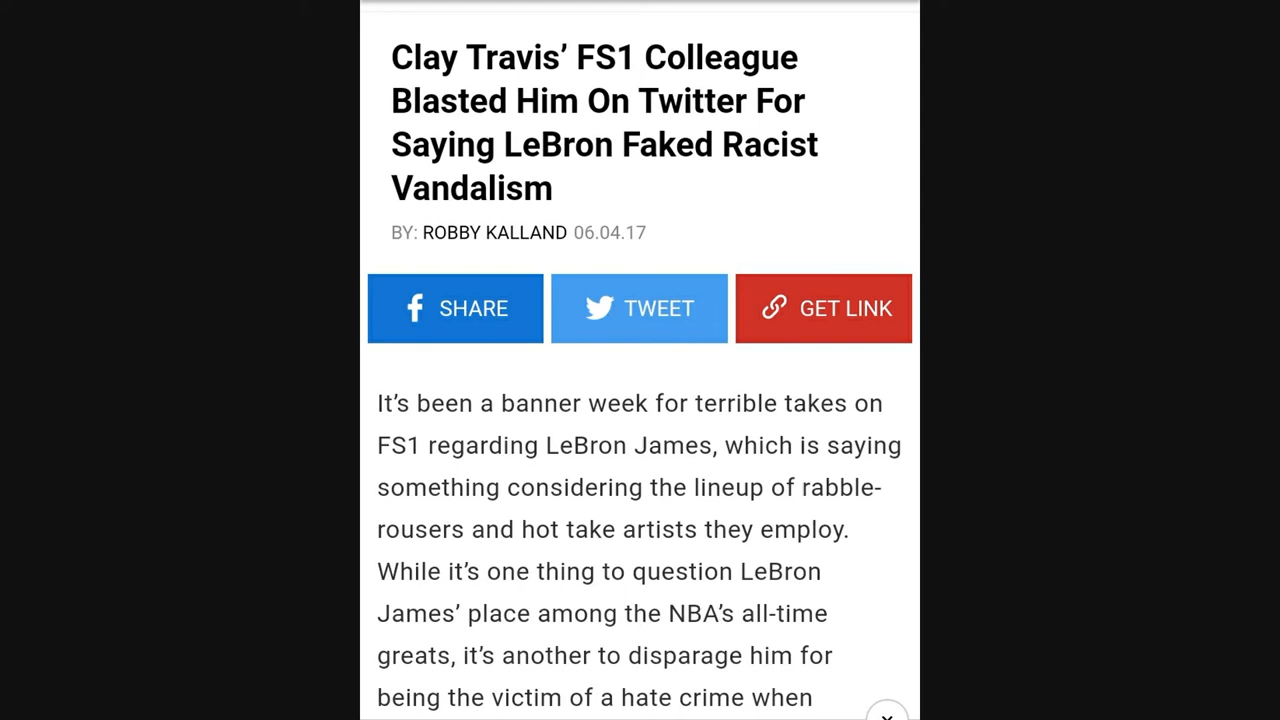 Clay Travis’ FS1 Colleague
Blasted Him On Twitter For
Saying LeBron Faked Racist
Vandalism
BY: ROBBY KALLAND 06.04.17
SHARE
TWEET
GET LINK
It’s been a banner week for terrible takes on
FS1 regarding LeBron James, which is saying
something considering the lineup of rabble-
rousers and hot take artists they employ.
While it’s one thing to question LeBron
James’ place among the NBA’s all-time
greats, it’s another to disparage him for
being the victim of a hate crime when